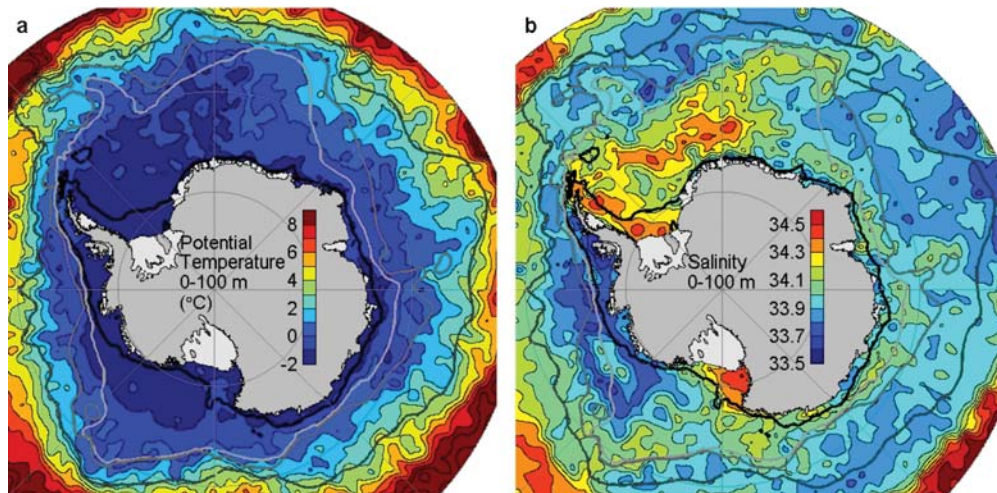 a
Potential
Temperature
0-100 m
(°C)
8
6
4
2
0
-2
b
Salinity
0-100 m
34.5
34.3
34.1
33.9
33.7
33.5